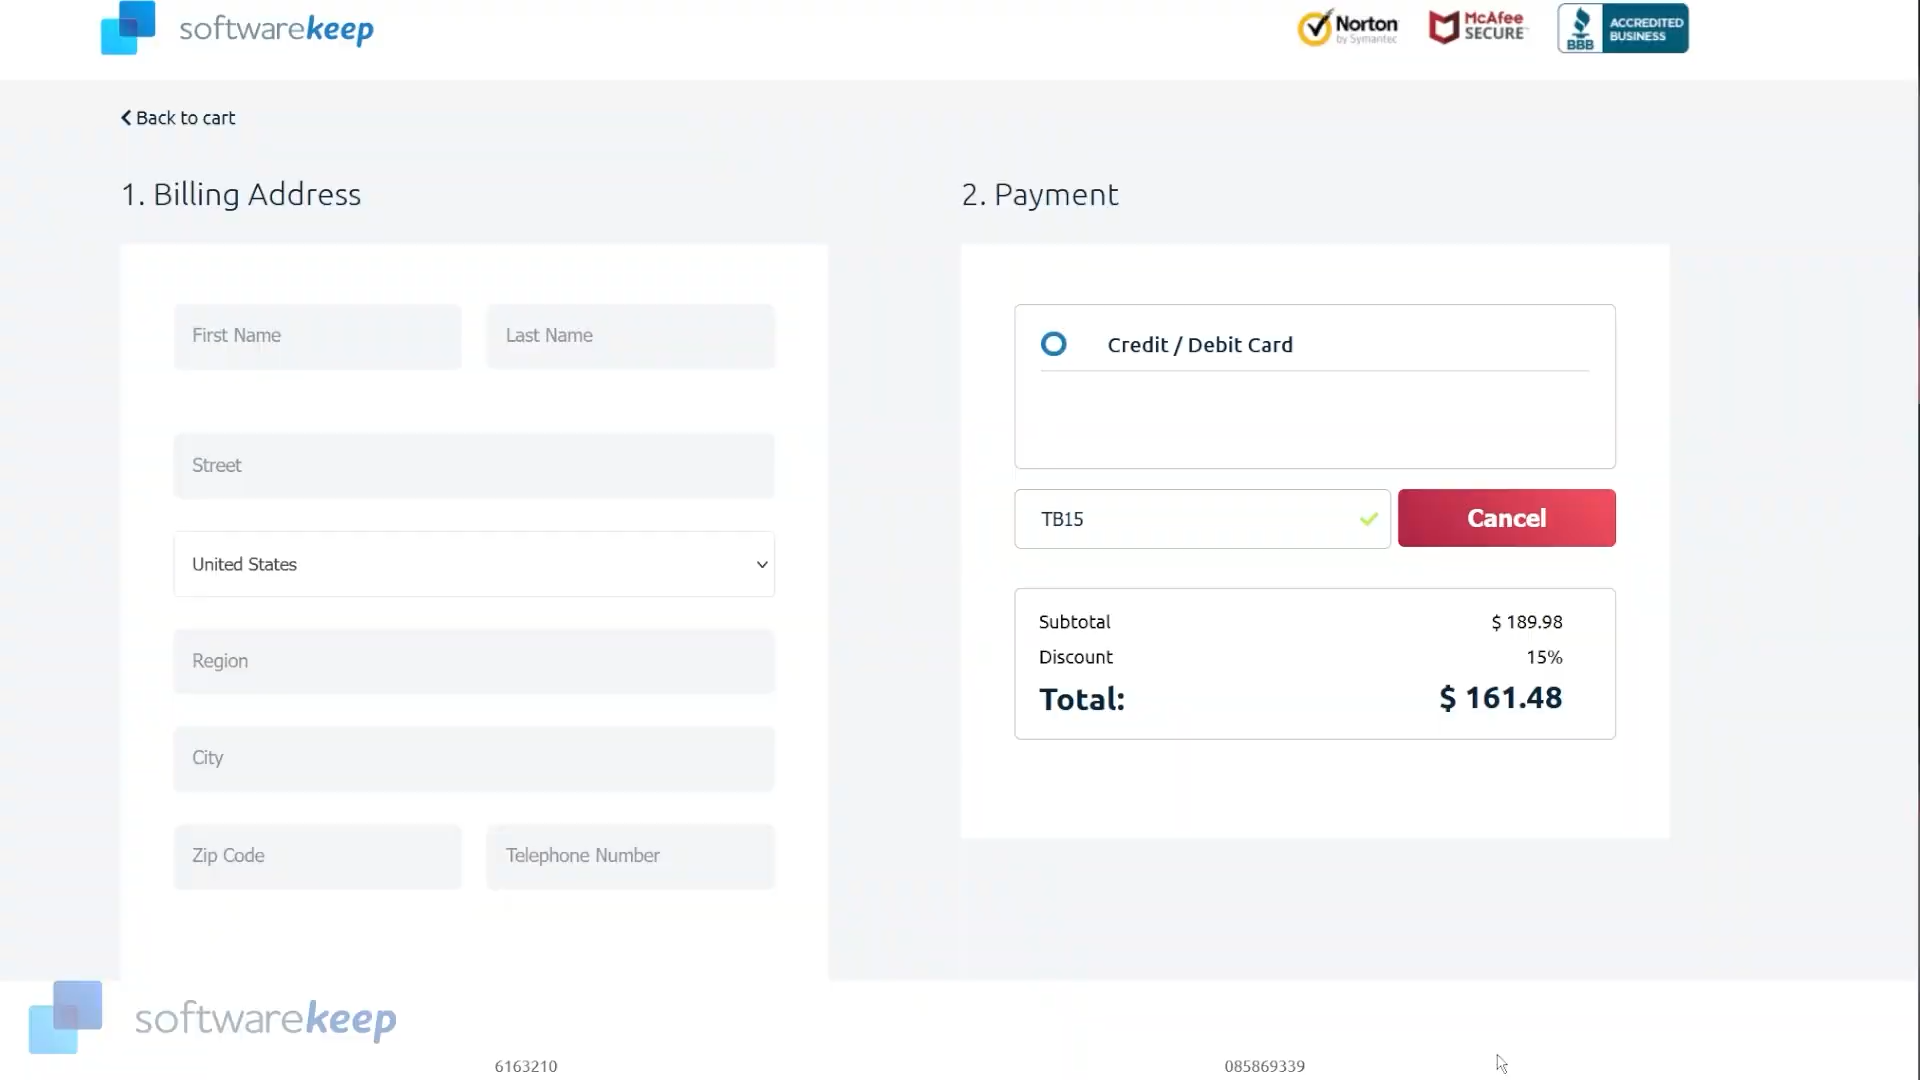 softwarekeep
Norton
by Symantec
McAfee
SECURE
BBB
ACCREDITED
BUSINESS
Back to cart
1. Billing Address
2. Payment
First Name
Last Name
Street
United States
Region
City
Zip Code
Telephone Number
Credit / Debit Card
TB15
Cancel
Subtotal
$ 189.98
Discount
15%
Total:
$ 161.48
softwarekeep
6163210
085869339